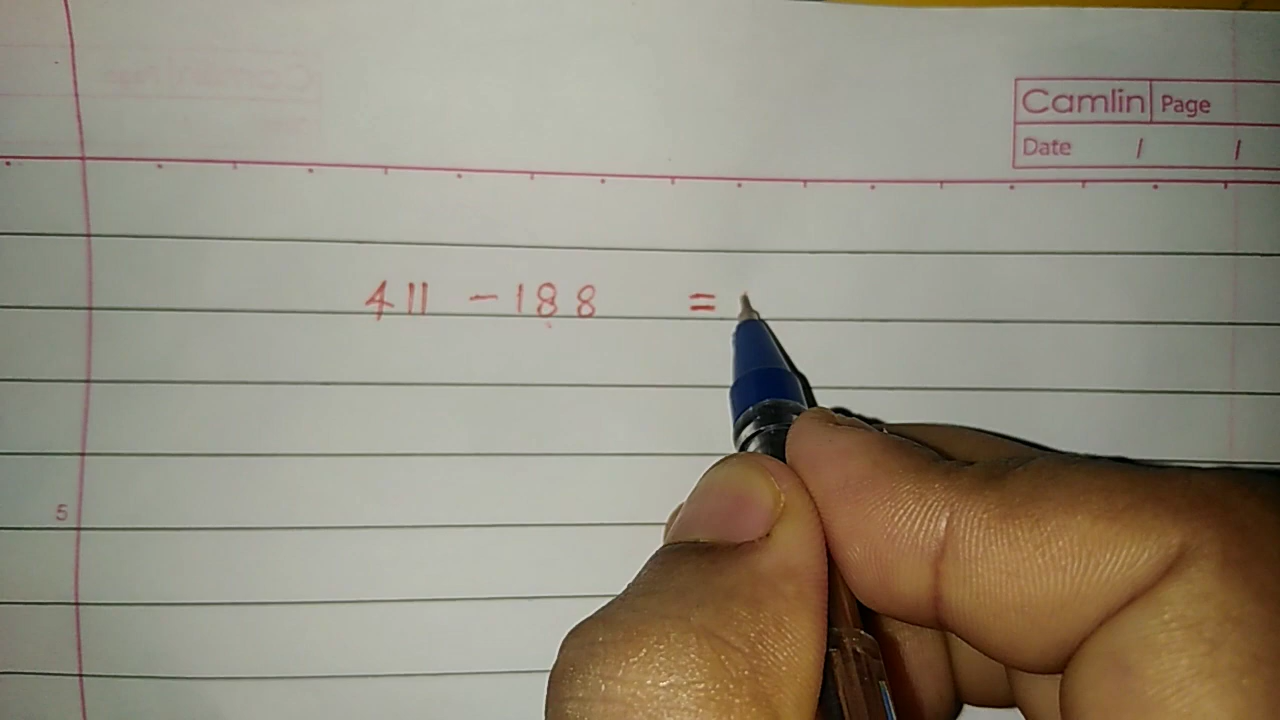 Camlin Page
Date / /
411 - 188 =
5